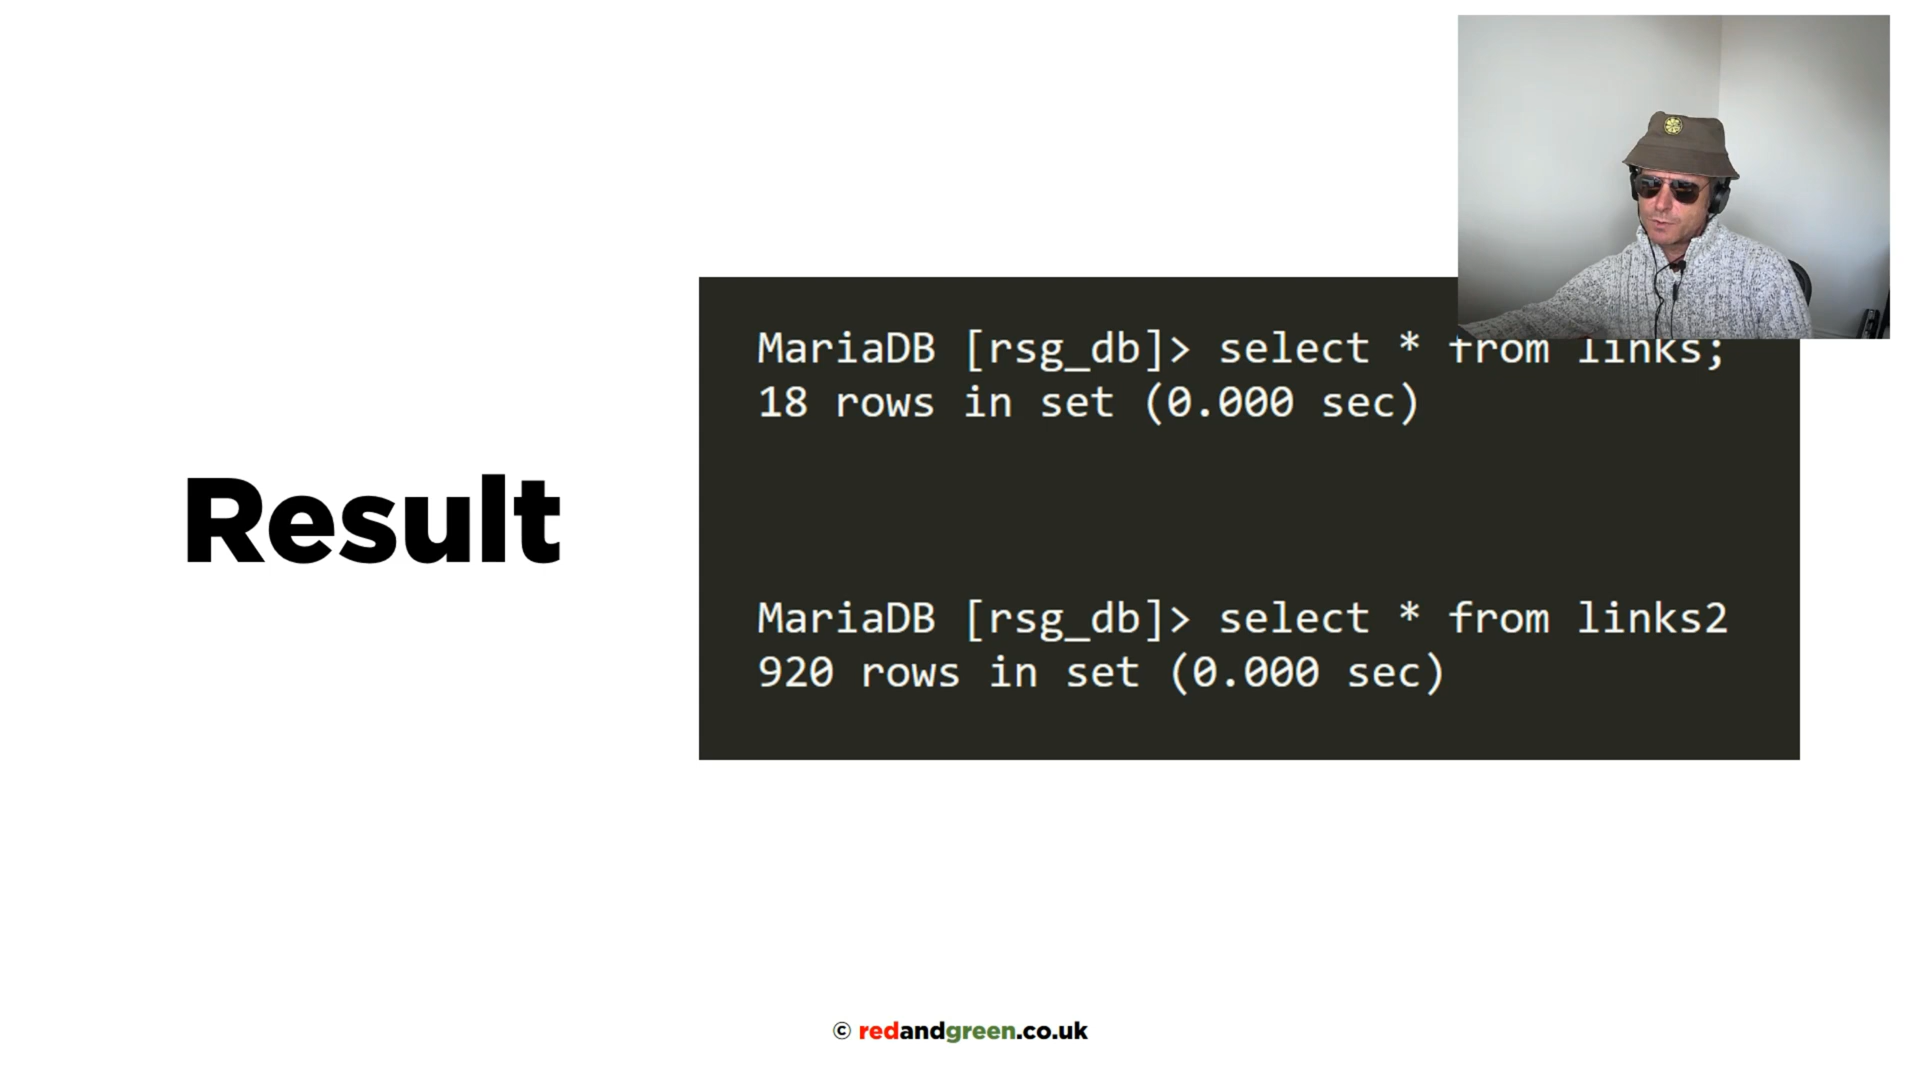 Result
MariaDB [rsg_db]> select * from links;
18 rows in set (0.000 sec)
MariaDB [rsg_db]> select * from links2
920 rows in set (0.000 sec)
© redandgreen.co.uk